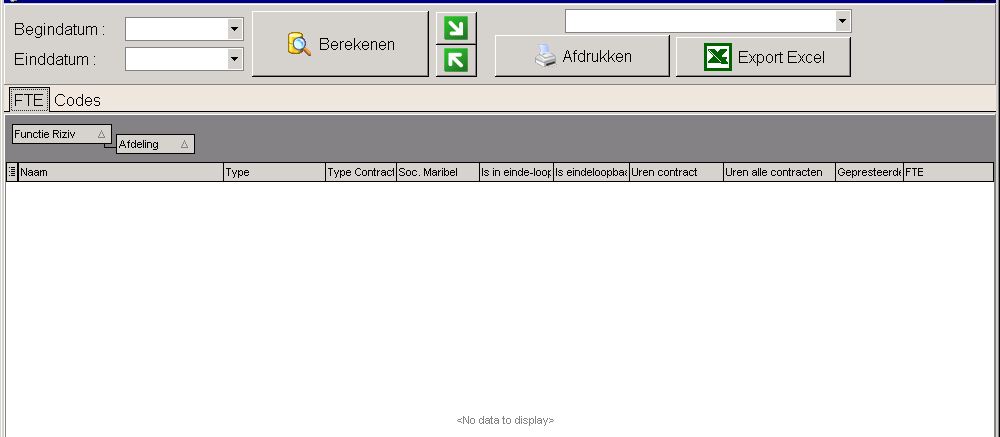 Begindatum :
Einddatum :
Berekenen
Afdrukken
Export Excel
FTE Codes
Functie Riziv
Afdeling
Naam Type Type Contract Soc. Maribel Is in einde-loop Is eindeloopbaa Uren contract Uren alle contracten Gepresteerde FTE
<No data to display>